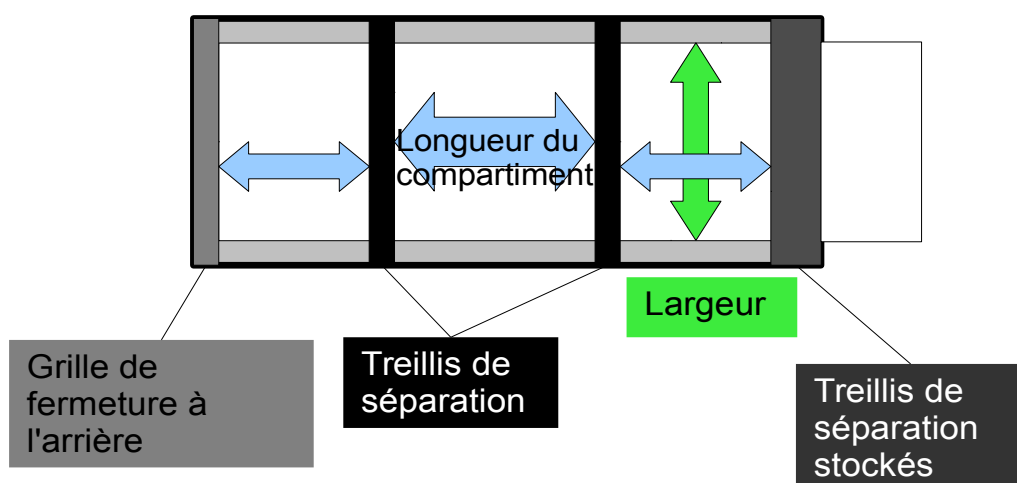 Longueur du
compartiment
Largeur
Grille de
fermeture à
l'arrière
Treillis de
séparation
Treillis de
séparation
stockés